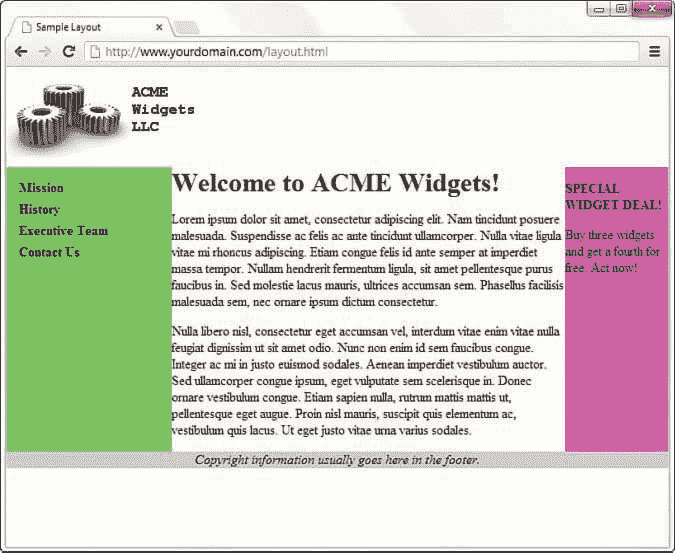 Sample Layout
http://www.yourdomain.com/layout.html
ACME
Widgets
LLC
Mission
History
Executive Team
Contact Us
Welcome to ACME Widgets!
Lorem ipsum dolor sit amet, consectetur adipiscing elit. Nam tincidunt posuere
malesuada. Suspendisse ac felis ac ante tincidunt ullamcorper. Nulla vitae ligula
vitae mi rhoncus adipiscing. Etiam congue felis id ante semper at imperdiet
massa tempor. Nullam hendrerit fermentum ligula, sit amet pellentesque purus
faucibus in. Sed molestie lacus mauris, ultrices accumsan sem. Phasellus facilisis
malesuada sem, nec ornare ipsum dictum consectetur.
Nulla libero nisl, consectetur eget accumsan vel, interdum vitae enim vitae nulla
feugiat dignissim ut sit amet odio. Nunc non enim id sem faucibus congue.
Integer ac mi in justo euismod sodales. Aenean imperdiet vestibulum auctor.
Sed ullamcorper congue ipsum, eget vulputate sem scelerisque in. Donec
ornare vestibulum congue. Etiam sapien nulla, rutrum mattis mattis ut,
pellentesque eget augue. Proin nisl mauris, suscipit quis elementum ac,
vestibulum quis lacus. Ut eget justo vitae urna varius sodales.
SPECIAL
WIDGET DEAL!
Buy three widgets
and get a fourth for
free. Act now!
Copyright information usually goes here in the footer.